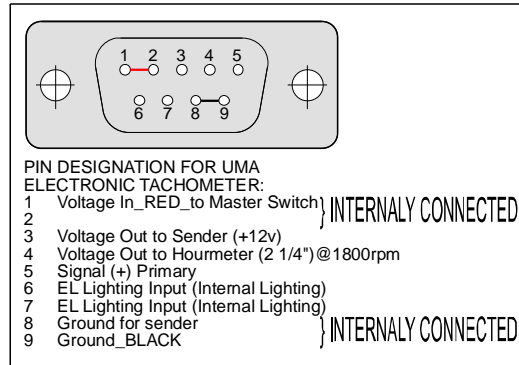 1 2 3 4 5
6 7 8 9
PIN DESIGNATION FOR UMA
ELECTRONIC TACHOMETER:
1 Voltage In_RED_to Master Switch } INTERNALY CONNECTED
2
3 Voltage Out to Sender (+12v)
4 Voltage Out to Hourmeter (2 1/4")@1800rpm
5 Signal (+) Primary
6 EL Lighting Input (Internal Lighting)
7 EL Lighting Input (Internal Lighting)
8 Ground for sender } INTERNALY CONNECTED
9 Ground_BLACK